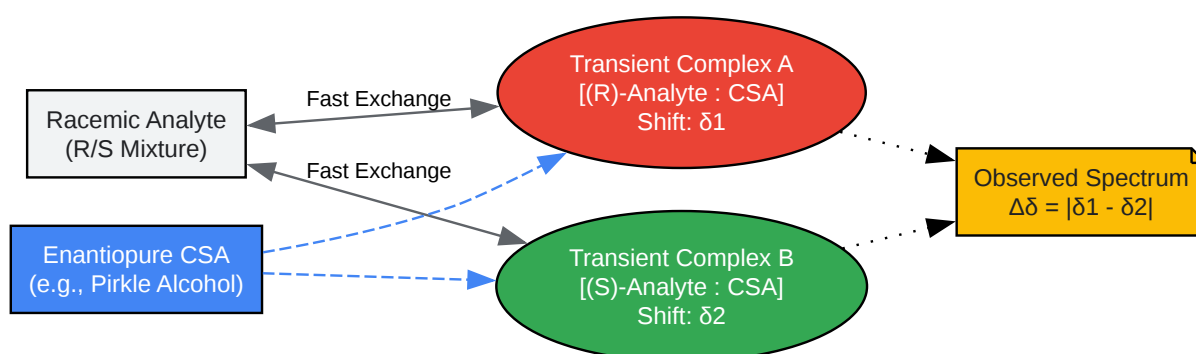 Racemic Analyte
(R/S Mixture)
Enantiopure CSA
(e.g., Pirkle Alcohol)
Fast Exchange
Fast Exchange
Transient Complex A
[(R)-Analyte : CSA]
Shift: δ1
Transient Complex B
[(S)-Analyte : CSA]
Shift: δ2
Observed Spectrum
Δδ = |δ1 - δ2|